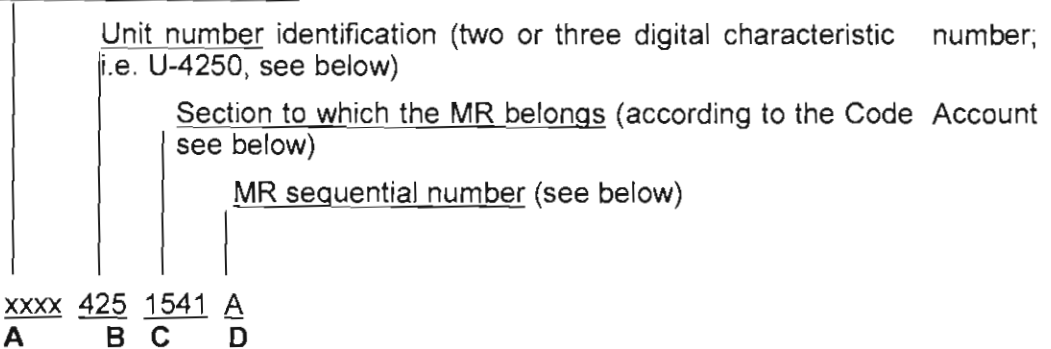 Unit number identification (two or three digital characteristic number;
i.e. U-4250, see below)
Section to which the MR belongs (according to the Code Account
see below)
MR sequential number (see below)
xxxx 425 1541 A
A B C D